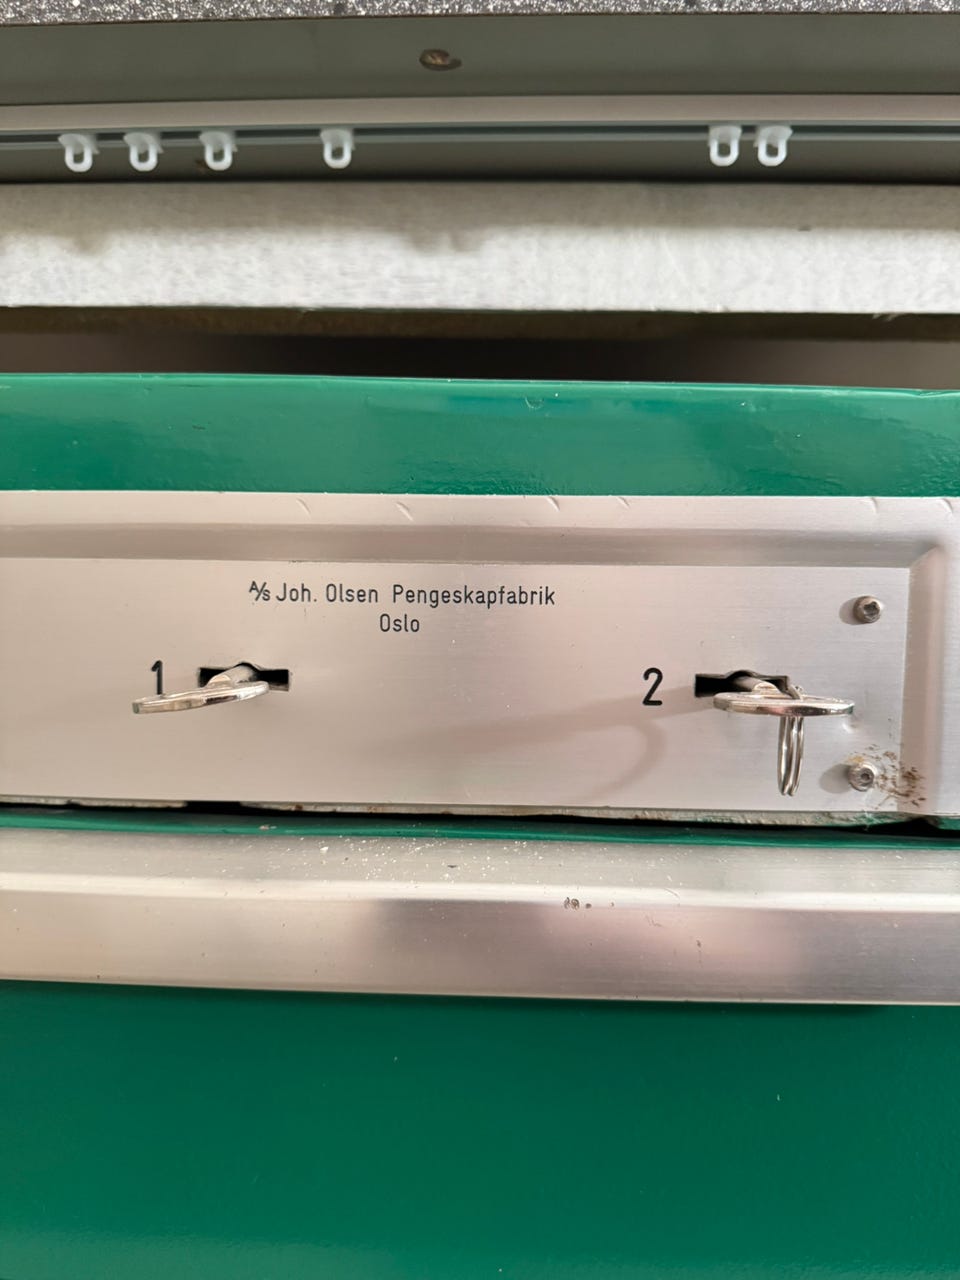 A/S Joh. Olsen Pengeskapfabrik
Oslo
1
2